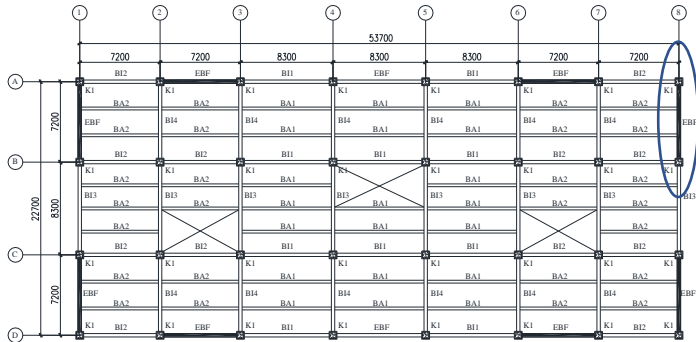 1 2 3 4 5 6 7 8
53700
7200 7200 8300 8300 8300 7200 7200
BI2 EBF BI1 EBF BI1 EBF BI2
A
K1 K1 K1 K1 K1 K1 K1 K1
BA2 BA2 BA1 BA1 BA1 BA2 BA2
7200
EBF BI4 BI4 BI4 BI4 BI4 BI4 EBF
BA2 BA2 BA1 BA1 BA1 BA2 BA2
BI2 BI2 BI1 BI1 BI1 BI2 BI2
B
K1 K1 K1 K1 K1 K1 K1 K1
BA2 BA2 BA1 BA1 BA2 BA2
22700
8300
BI3 BI3 BI3 BI3 BI3 BI3 BI3 BI3
BA2 BA2 BA1 BA1 BA2 BA2
BA2 BA1 BA1 BA1 BA2
BI2 BI2 BI1 BI1 BI1 BI2 BI2
C
K1 K1 K1 K1 K1 K1 K1 K1
BA2 BA2 BA1 BA1 BA1 BA2 BA2
7200
EBF BI4 BI4 BI4 BI4 BI4 BI4 EBF
BA2 BA2 BA1 BA1 BA1 BA2 BA2
K1 K1 K1 K1 K1 K1 K1 K1
BI2 EBF BI1 EBF BI1 EBF BI2
D